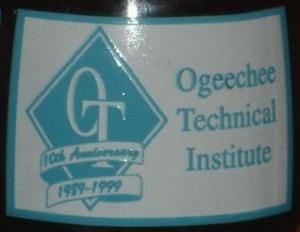 OT
10th Anniversary
1989-1999
Ogeechee
Technical
Institute